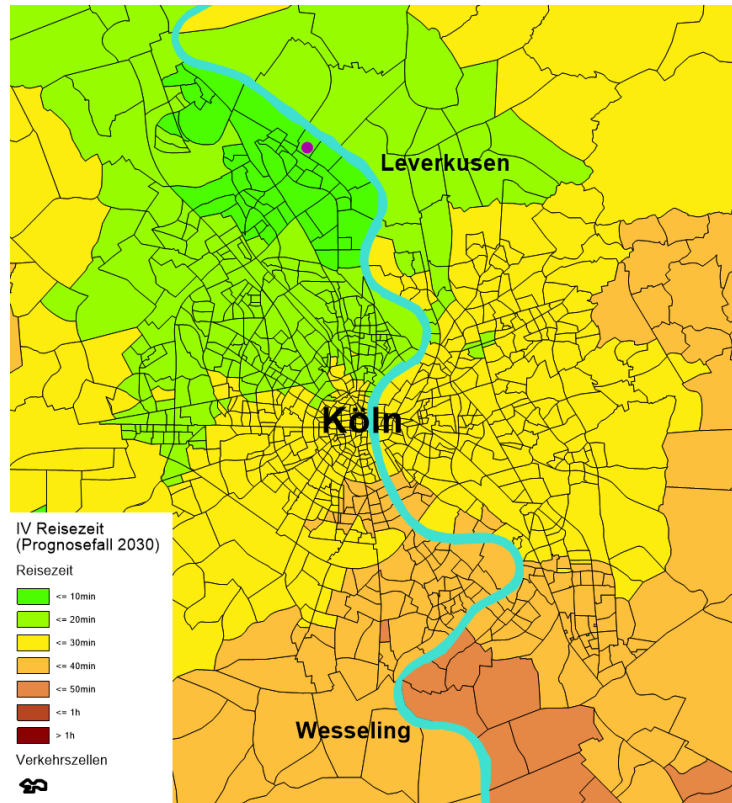 Leverkusen
Köln
IV Reisezeit
(Prognosefall 2030)
Reisezeit
<= 10min
<= 20min
<= 30min
<= 40min
<= 50min
<= 1h
> 1h
Verkehrszellen
Wesseling